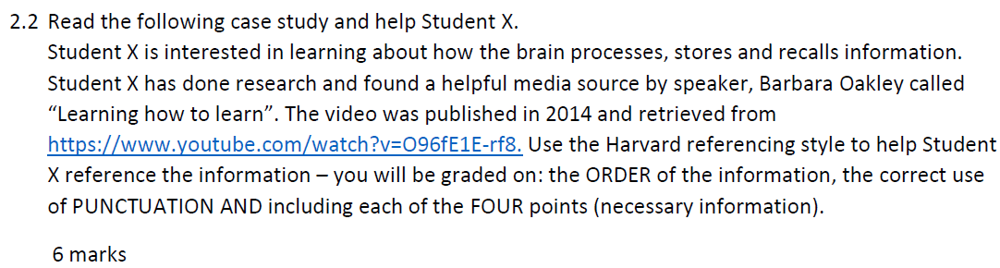 2.2 Read the following case study and help Student X.
Student X is interested in learning about how the brain processes, stores and recalls information.
Student X has done research and found a helpful media source by speaker, Barbara Oakley called
“Learning how to learn”. The video was published in 2014 and retrieved from
https://www.youtube.com/watch?v=O96fE1E-rf8. Use the Harvard referencing style to help Student
X reference the information – you will be graded on: the ORDER of the information, the correct use
of PUNCTUATION AND including each of the FOUR points (necessary information).
6 marks